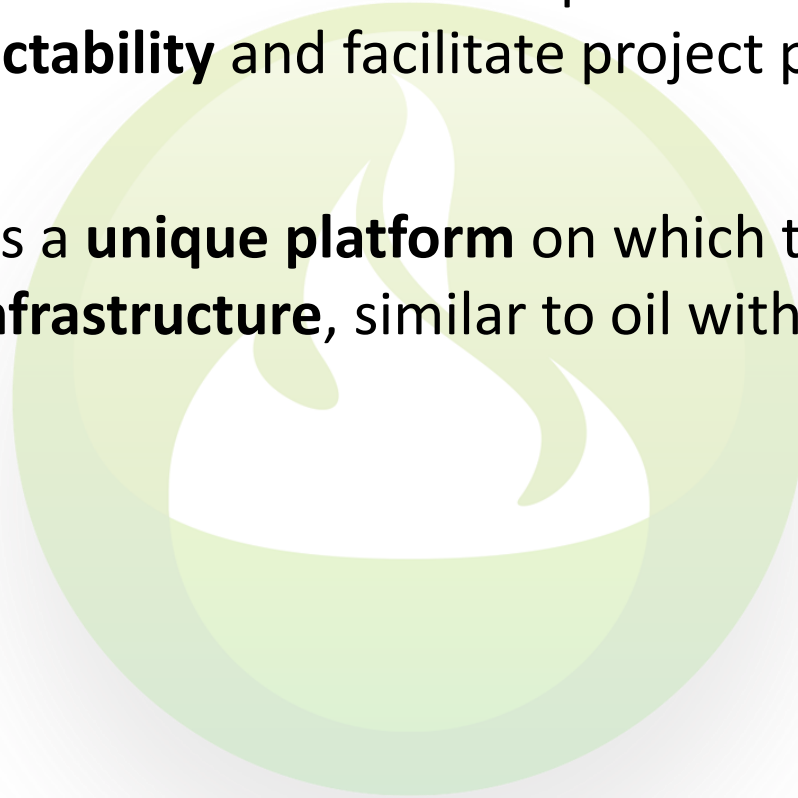 ctability and facilitate project p
s a unique platform on which t
nfrastructure, similar to oil with